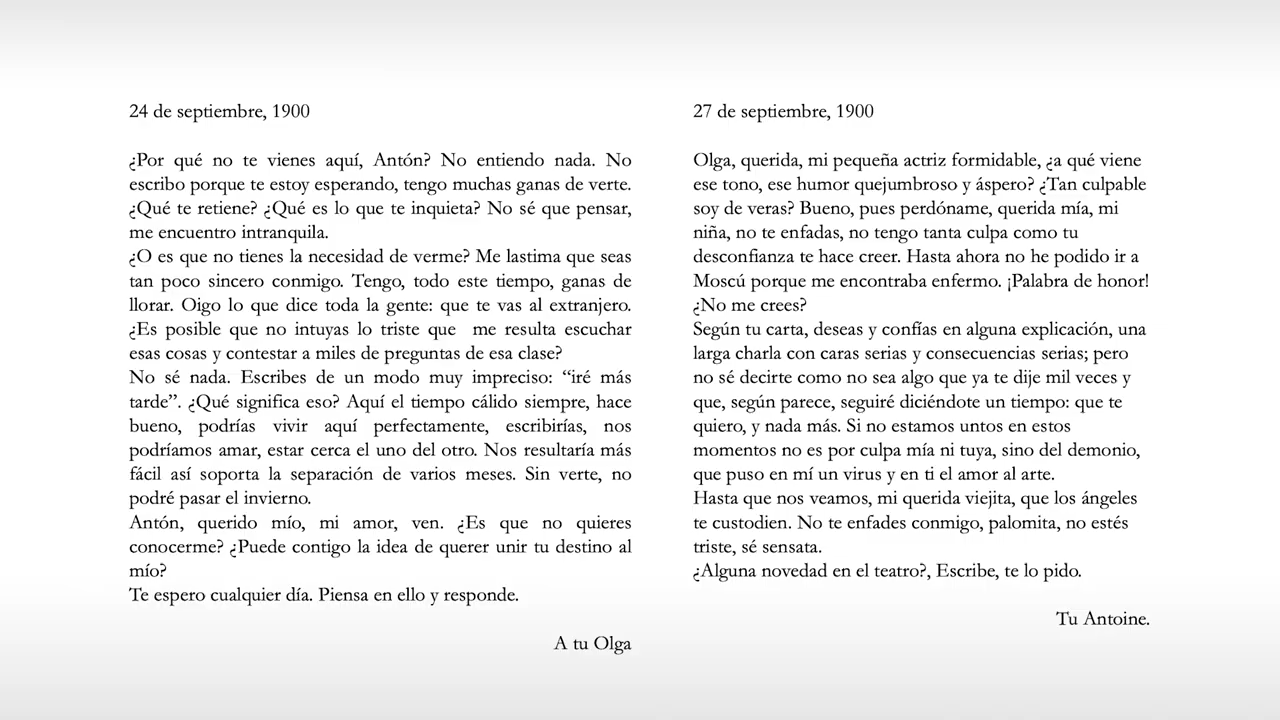 24 de septiembre, 1900
¿Por qué no te vienes aquí, Antón? No entiendo nada. No
escribo porque te estoy esperando, tengo muchas ganas de verte.
¿Qué te retiene? ¿Qué es lo que te inquieta? No sé que pensar,
me encuentro intranquila.
¿O es que no tienes la necesidad de verme? Me lastima que seas
tan poco sincero conmigo. Tengo, todo este tiempo, ganas de
llorar. Oigo lo que dice toda la gente: que te vas al extranjero.
¿Es posible que no intuyas lo triste que  me resulta escuchar
esas cosas y contestar a miles de preguntas de esa clase?
No sé nada. Escribes de un modo muy impreciso: “iré más
tarde”. ¿Qué significa eso? Aquí el tiempo cálido siempre, hace
bueno, podrías vivir aquí perfectamente, escribirías, nos
podríamos amar, estar cerca el uno del otro. Nos resultaría más
fácil así soporta la separación de varios meses. Sin verte, no
podré pasar el invierno.
Antón, querido mío, mi amor, ven. ¿Es que no quieres
conocerme? ¿Puede contigo la idea de querer unir tu destino al
mío?
Te espero cualquier día. Piensa en ello y responde.
A tu Olga
27 de septiembre, 1900
Olga, querida, mi pequeña actriz formidable, ¿a qué viene
ese tono, ese humor quejumbroso y áspero? ¿Tan culpable
soy de veras? Bueno, pues perdóname, querida mía, mi
niña, no te enfadas, no tengo tanta culpa como tu
desconfianza te hace creer. Hasta ahora no he podido ir a
Moscú porque me encontraba enfermo. ¡Palabra de honor!
¿No me crees?
Según tu carta, deseas y confías en alguna explicación, una
larga charla con caras serias y consecuencias serias; pero
no sé decirte como no sea algo que ya te dije mil veces y
que, según parece, seguiré diciéndote un tiempo: que te
quiero, y nada más. Si no estamos untos en estos
momentos no es por culpa mía ni tuya, sino del demonio,
que puso en mí un virus y en ti el amor al arte.
Hasta que nos veamos, mi querida viejita, que los ángeles
te custodien. No te enfades conmigo, palomita, no estés
triste, sé sensata.
¿Alguna novedad en el teatro?, Escribe, te lo pido.
Tu Antoine.